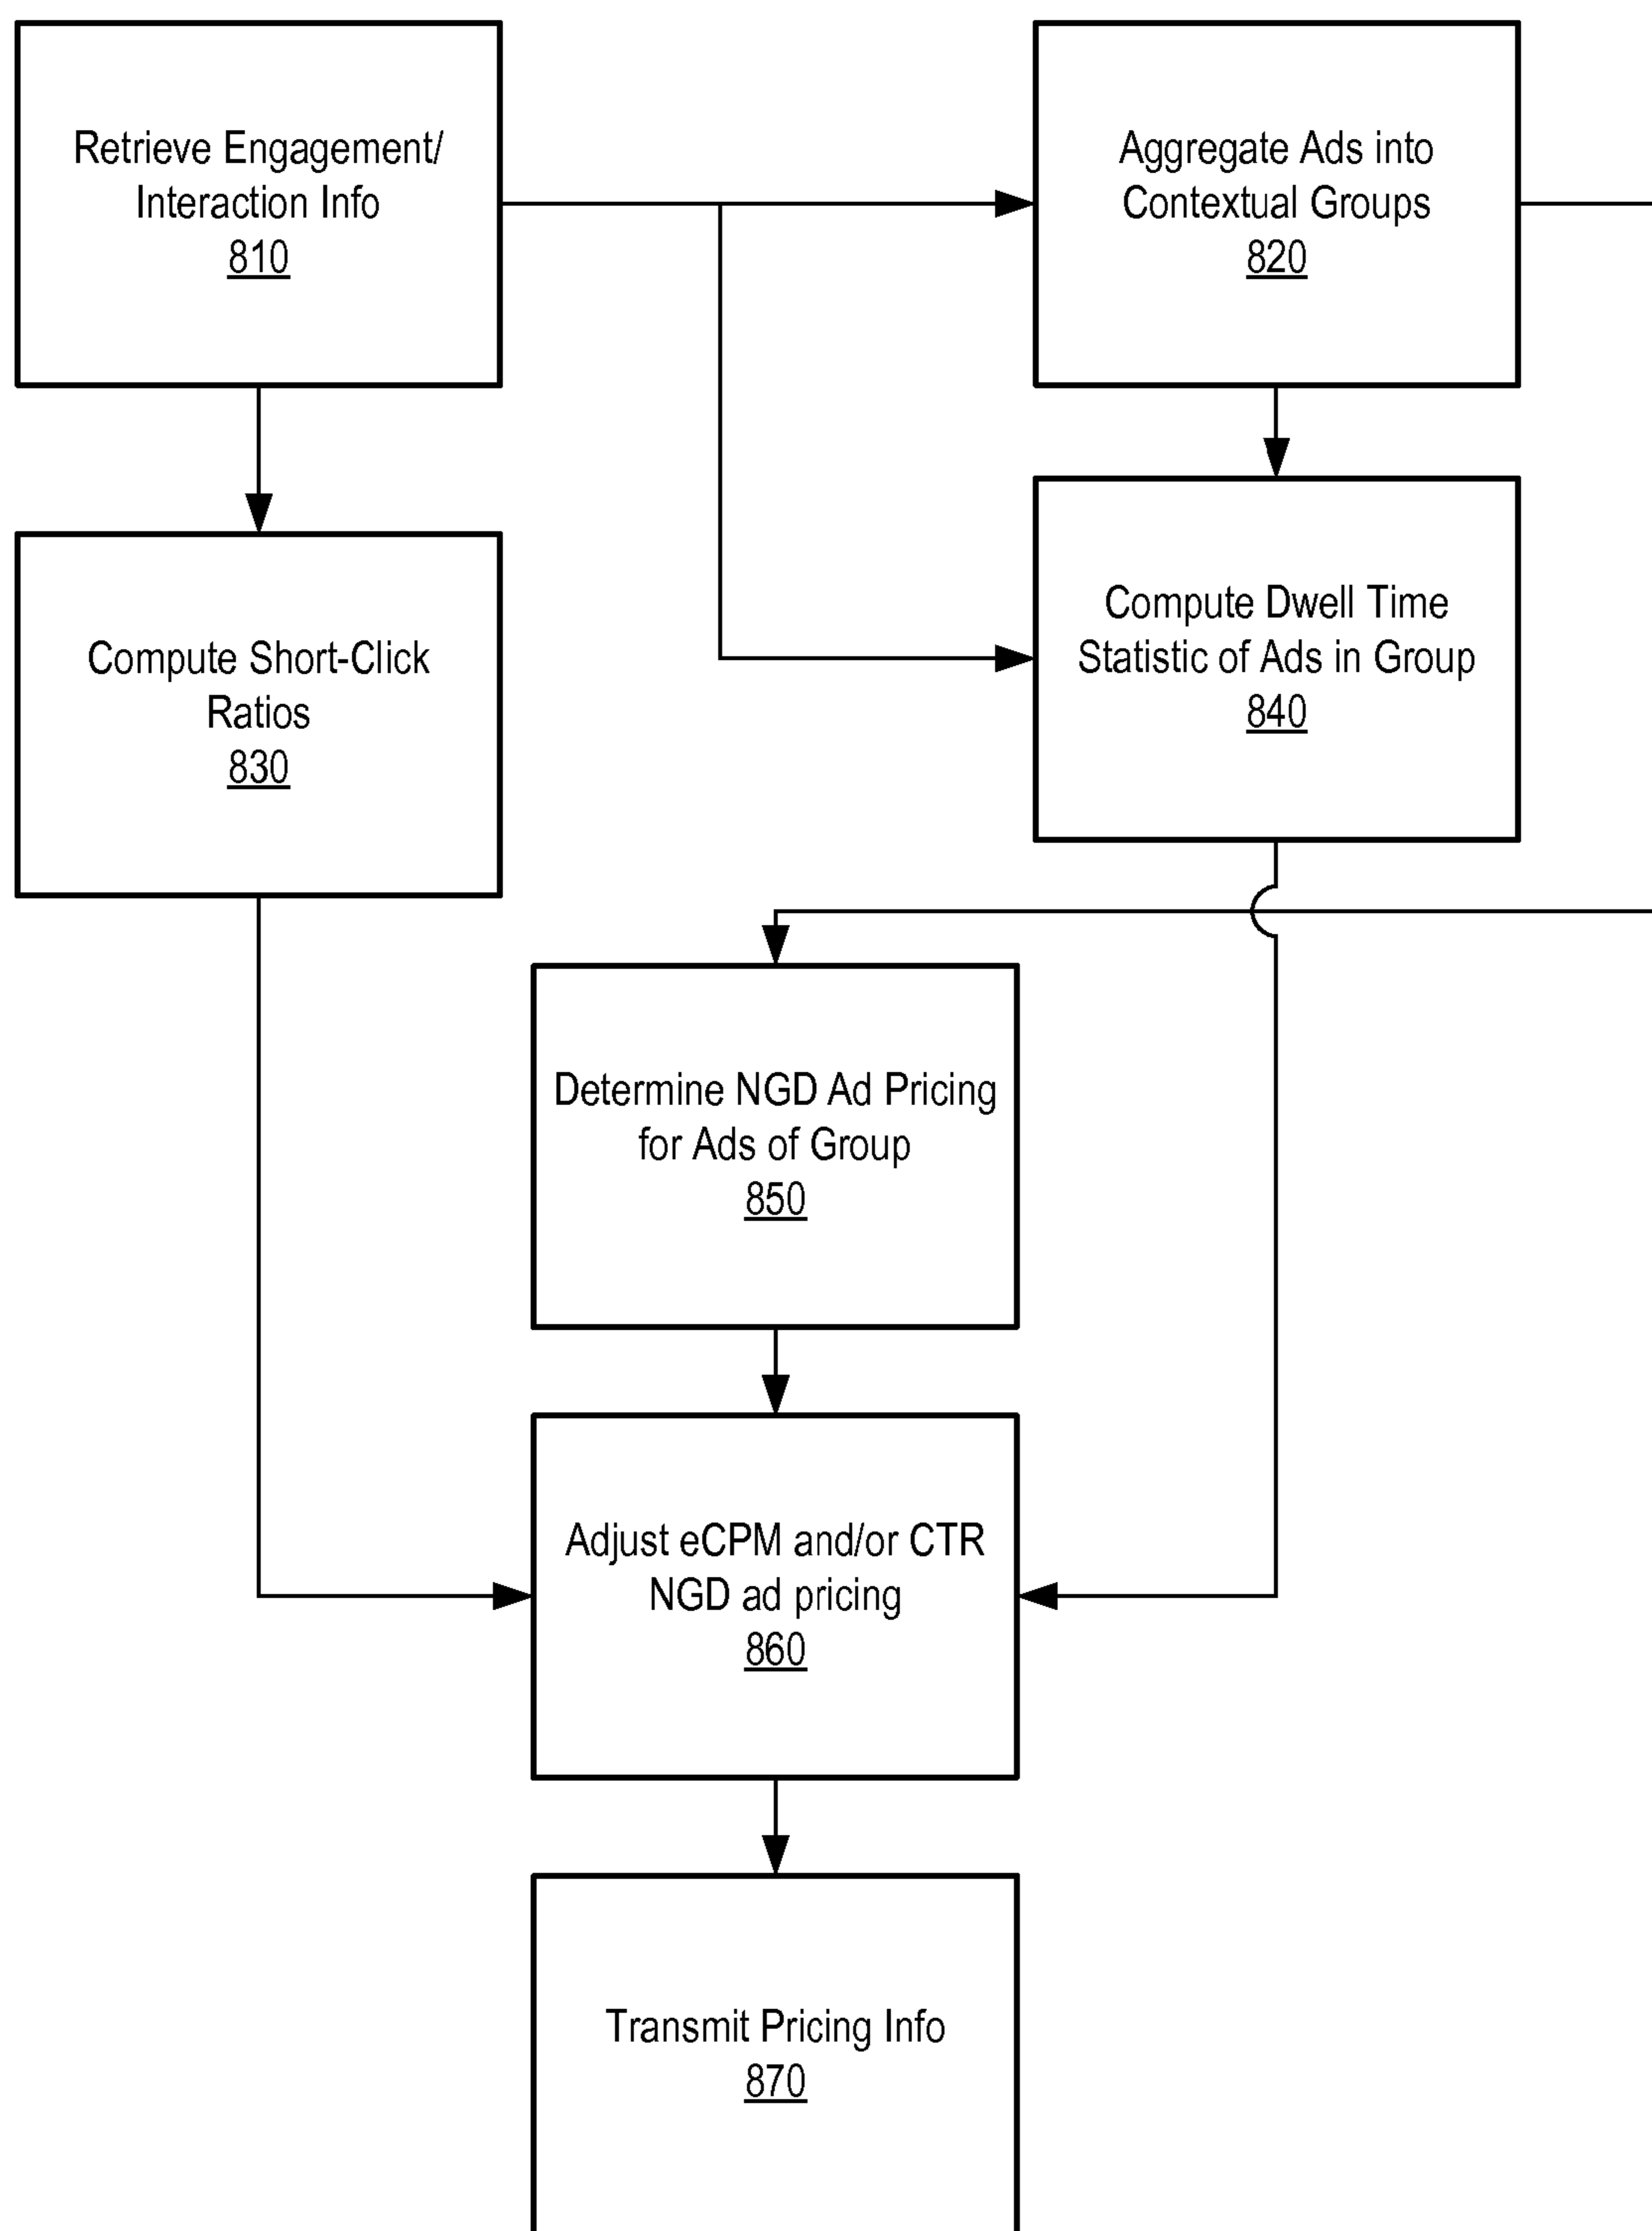 Retrieve Engagement/
Interaction Info
810
Aggregate Ads into
Contextual Groups
820
Compute Short-Click
Ratios
830
Compute Dwell Time
Statistic of Ads in Group
840
Determine NGD Ad Pricing
for Ads of Group
850
Adjust eCPM and/or CTR
NGD ad pricing
860
Transmit Pricing Info
870